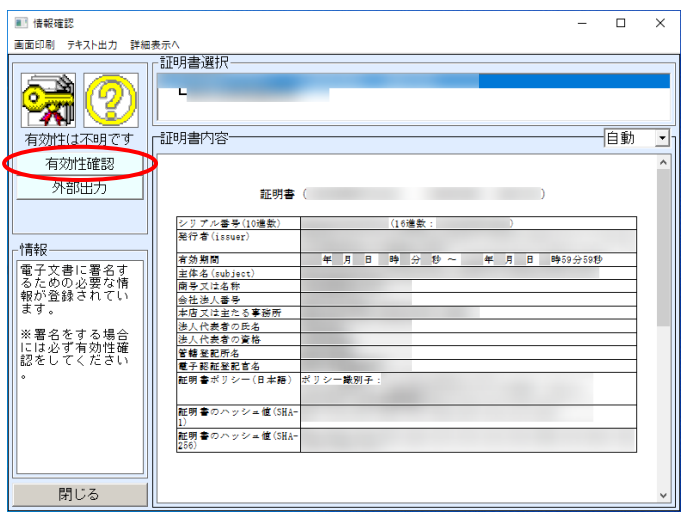 情報確認
画面印刷 テキスト出力 詳細表示へ
証明書選択
有効性は不明です
有効性確認
外部出力
情報
電子文書に署名す
るための必要な情
報が登録されてい
ます。
※署名をする場合
には必ず有効性確
認をしてください
。
閉じる
証明書内容
自動
証明書 ( )
シリアル番号(10進数) (16進数: )
発行者(issuer)
有効期間 年 月 日 時 分 秒 ~ 年 月 日 時59分59秒
主体名(subject)
商号又は名称
会社法人番号
本店又は主たる事務所
法人代表者の氏名
法人代表者の資格
管轄登記所名
電子認証登記官名
証明書ポリシー(日本語) ポリシー識別子:
証明書のハッシュ値(SHA-
1)
証明書のハッシュ値(SHA-
256)